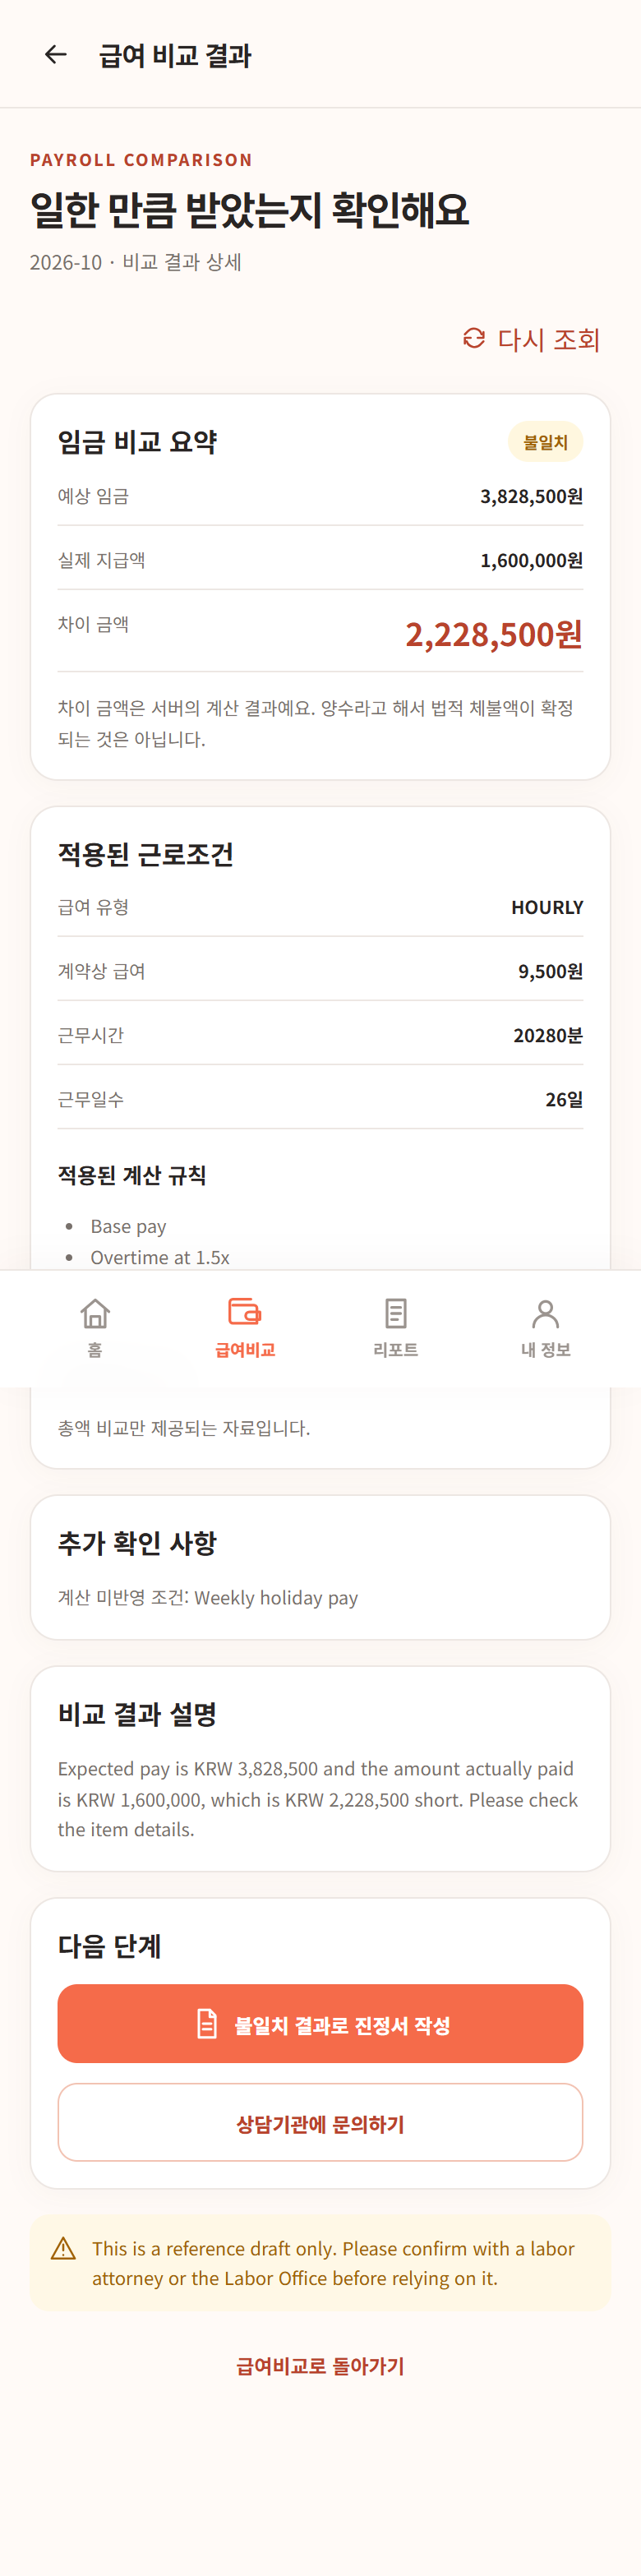 급여 비교 결과
PAYROLL COMPARISON
일한 만큼 받았는지 확인해요
2026-10 · 비교 결과 상세
다시 조회
임금 비교 요약
불일치
예상 임금 3,828,500원
실제 지급액 1,600,000원
차이 금액 2,228,500원
차이 금액은 서버의 계산 결과예요. 양수라고 해서 법적 체불액이 확정
되는 것은 아닙니다.
적용된 근로조건
급여 유형 HOURLY
계약상 급여 9,500원
근무시간 20280분
근무일수 26일
적용된 계산 규칙
• Base pay
• Overtime at 1.5x
홈 급여비교 리포트 내 정보
총액 비교만 제공되는 자료입니다.
추가 확인 사항
계산 미반영 조건: Weekly holiday pay
비교 결과 설명
Expected pay is KRW 3,828,500 and the amount actually paid
is KRW 1,600,000, which is KRW 2,228,500 short. Please check
the item details.
다음 단계
불일치 결과로 진정서 작성
상담기관에 문의하기
This is a reference draft only. Please confirm with a labor
attorney or the Labor Office before relying on it.
급여비교로 돌아가기